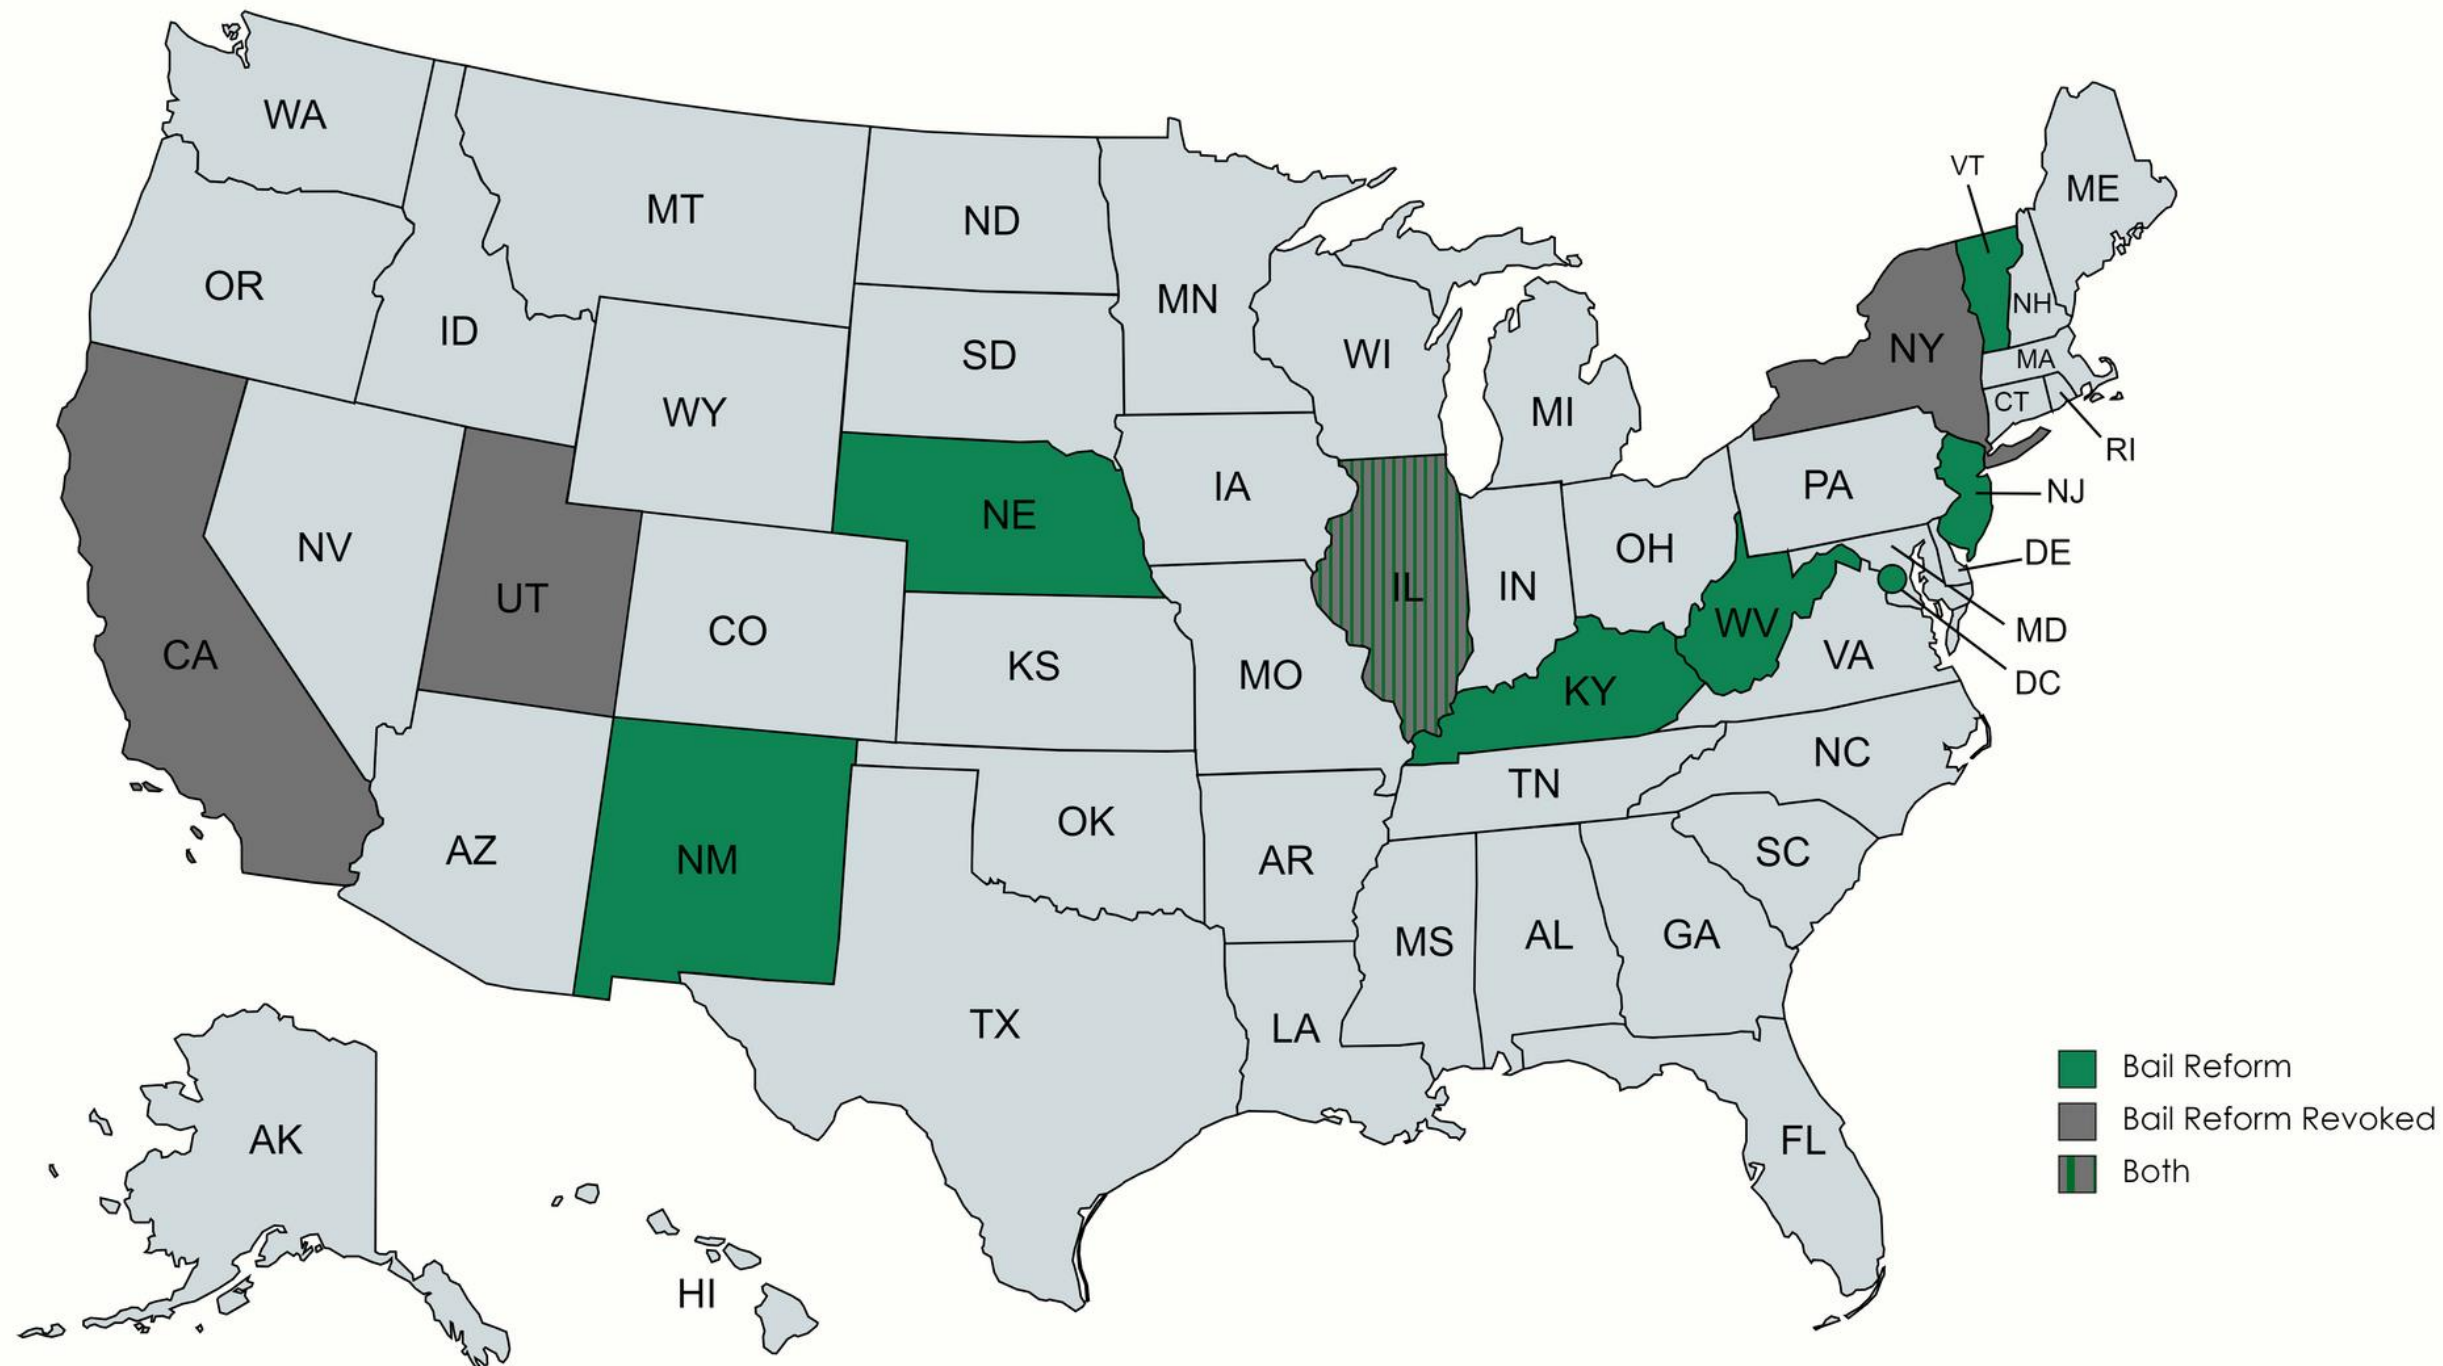 WA
VT
ME
MT
ND
OR
MN
NH
ID
NY
SD
WI
MA
WY
MI
CT
RI
IA
PA
NJ
NE
NV
OH
DE
IL
IN
UT
WV
CO
MD
CA
KS
MO
VA
DC
KY
NC
TN
OK
AZ
NM
AR
SC
MS
AL
GA
TX
LA
Bail Reform
Bail Reform Revoked
AK
FL
Both
HI